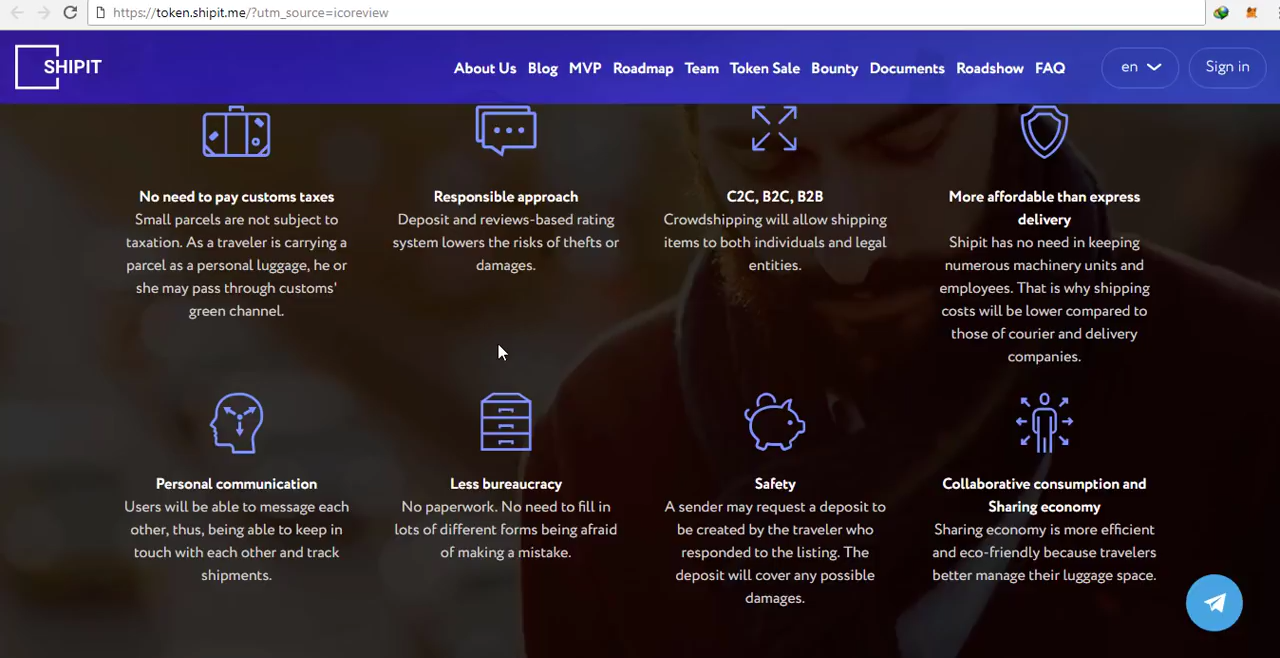 https://token.shipit.me/?utm_source=icoreview
SHIPIT
About Us Blog MVP Roadmap Team Token Sale Bounty Documents Roadshow FAQ en Sign in
No need to pay customs taxes
Small parcels are not subject to
taxation. As a traveler is carrying a
parcel as a personal luggage, he or
she may pass through customs'
green channel.
Responsible approach
Deposit and reviews-based rating
system lowers the risks of thefts or
damages.
C2C, B2C, B2B
Crowdshipping will allow shipping
items to both individuals and legal
entities.
More affordable than express
delivery
Shipit has no need in keeping
numerous machinery units and
employees. That is why shipping
costs will be lower compared to
those of courier and delivery
companies.
Personal communication
Users will be able to message each
other, thus, being able to keep in
touch with each other and track
shipments.
Less bureaucracy
No paperwork. No need to fill in
lots of different forms being afraid
of making a mistake.
Safety
A sender may request a deposit to
be created by the traveler who
responded to the listing. The
deposit will cover any possible
damages.
Collaborative consumption and
Sharing economy
Sharing economy is more efficient
and eco-friendly because travelers
better manage their luggage space.